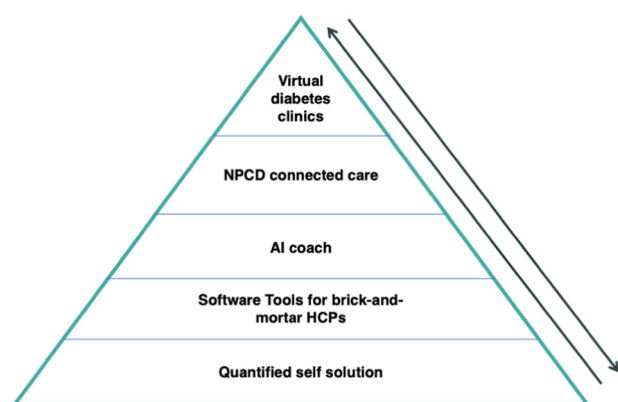 Virtual
diabetes
clinics
NPCD connected care
AI coach
Software Tools for brick-and-
mortar HCPs
Quantified self solution